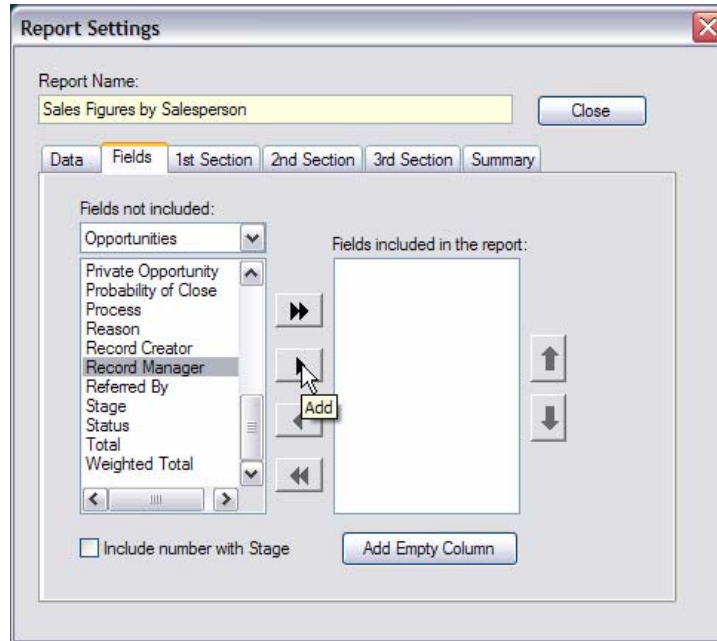 Report Settings
Report Name:
Sales Figures by Salesperson
Close
Data Fields 1st Section 2nd Section 3rd Section Summary
Fields not included:
Opportunities
Fields included in the report:
Private Opportunity
Probability of Close
Process
Reason
Record Creator
Record Manager
Referred By
Stage
Status
Total
Weighted Total
Add
Include number with Stage
Add Empty Column